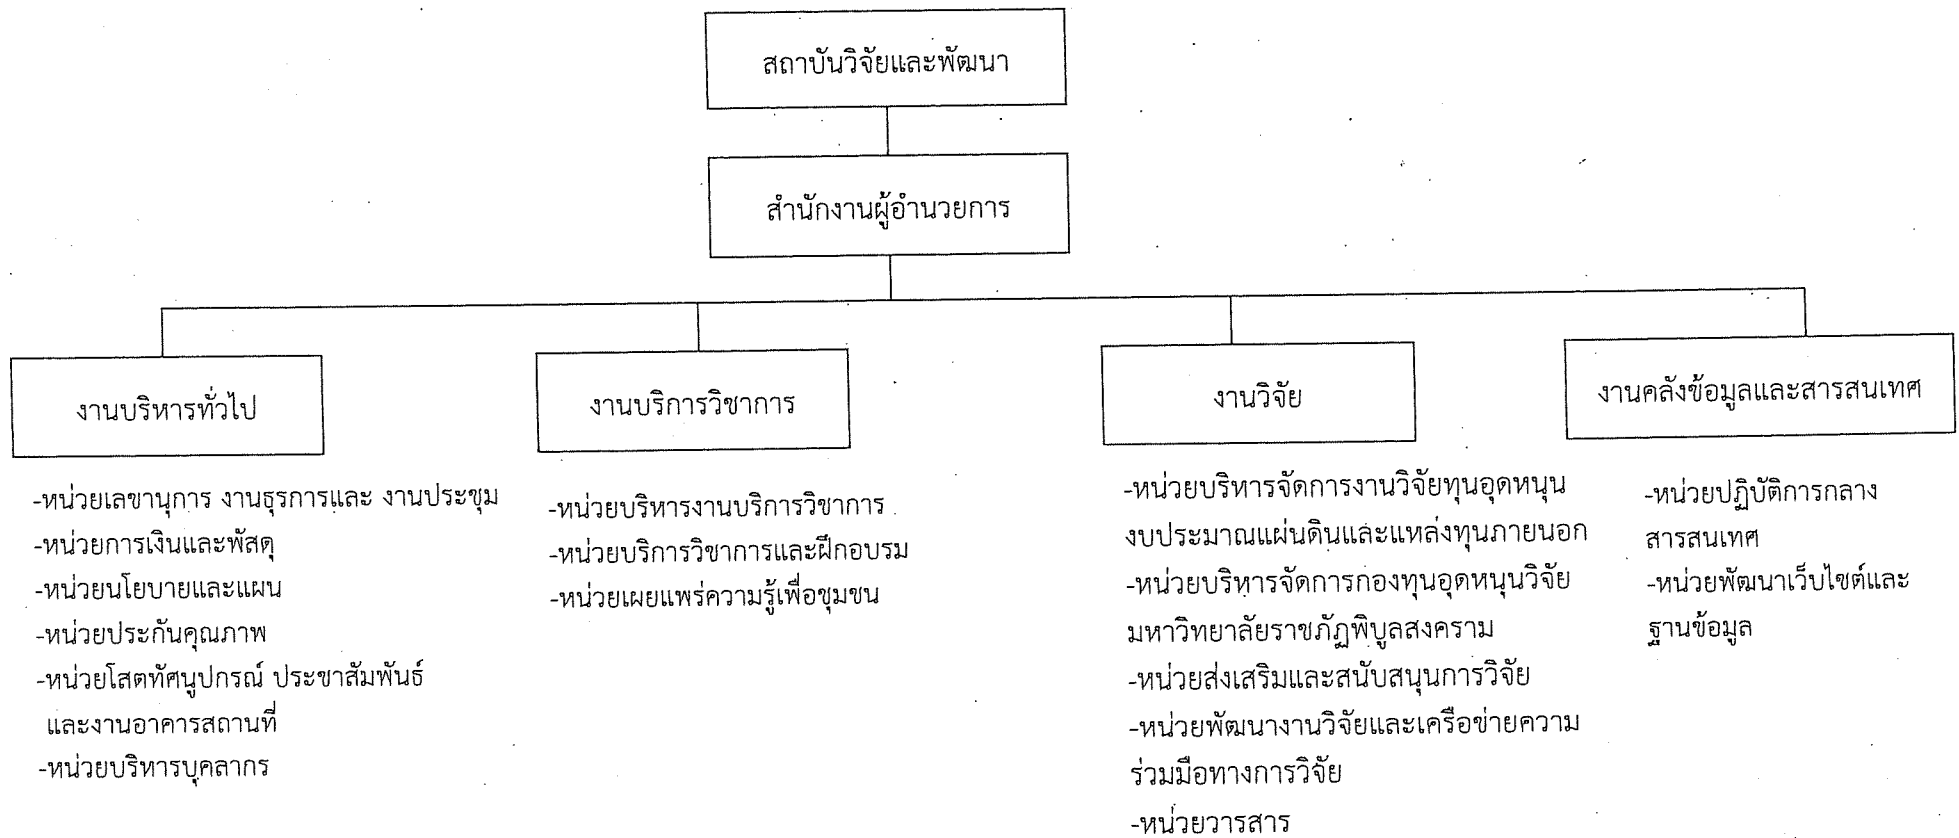 สถาบันวิจัยและพัฒนา
สำนักงานผู้อำนวยการ
งานบริหารทั่วไป
-หน่วยเลขานุการ งานธุรการและ งานประชุม
-หน่วยการเงินและพัสดุ
-หน่วยนโยบายและแผน
-หน่วยประกันคุณภาพ
-หน่วยโสตทัศนูปกรณ์ ประชาสัมพันธ์
และงานอาคารสถานที่
-หน่วยบริหารบุคลากร
งานบริการวิชาการ
-หน่วยบริหารงานบริการวิชาการ
-หน่วยบริการวิชาการและฝึกอบรม
-หน่วยเผยแพร่ความรู้เพื่อชุมชน
งานวิจัย
-หน่วยบริหารจัดการงานวิจัยทุนอุดหนุน
งบประมาณแผ่นดินและแหล่งทุนภายนอก
-หน่วยบริหารจัดการกองทุนอุดหนุนวิจัย
มหาวิทยาลัยราชภัฏพิบูลสงคราม
-หน่วยส่งเสริมและสนับสนุนการวิจัย
-หน่วยพัฒนางานวิจัยและเครือข่ายความ
ร่วมมือทางการวิจัย
-หน่วยวารสาร
งานคลังข้อมูลและสารสนเทศ
-หน่วยปฏิบัติการกลาง
สารสนเทศ
-หน่วยพัฒนาเว็บไซต์และ
ฐานข้อมูล